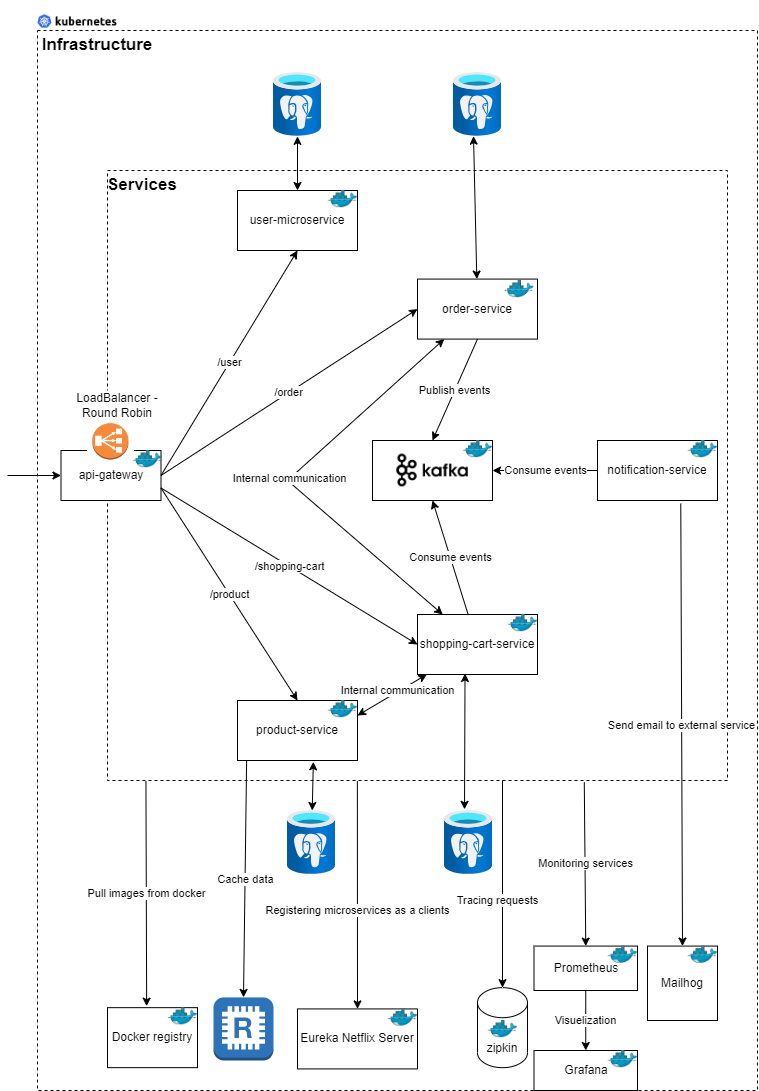 kubernetes
Infrastructure
Services
user-microservice
order-service
/user
/order
Publish events
LoadBalancer -
Round Robin
api-gateway
Internal communication
kafka
Consume events
notification-service
Consume events
/shopping-cart
/product
shopping-cart-service
Internal communication
product-service
Send email to external service
Monitoring services
Cache data
Pull images from docker
Tracing requests
Registering microservices as a clients
Prometheus
Mailhog
Visuelization
R
Docker registry
Eureka Netflix Server
zipkin
Grafana